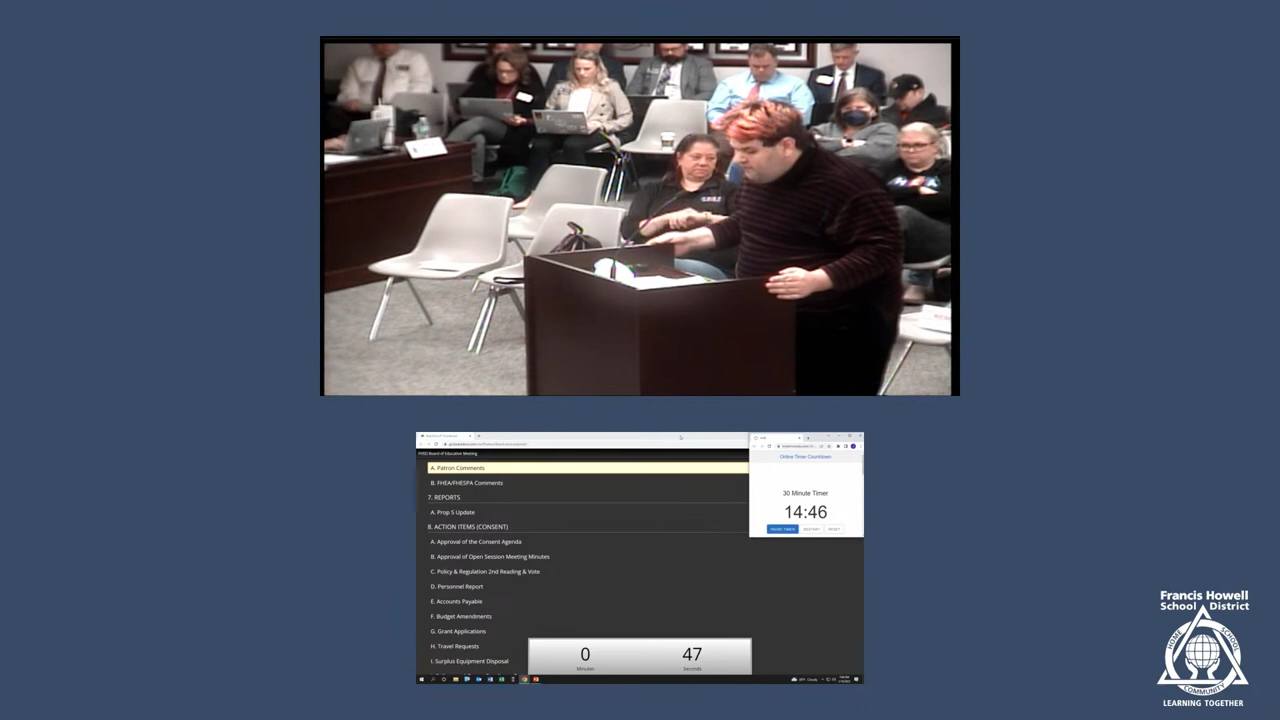 FHSD Board of Education Meeting
A. Patron Comments
B. FHEA/FHESPA Comments
7. REPORTS
A. Prop S Update
8. ACTION ITEMS (CONSENT)
A. Approval of the Consent Agenda
B. Approval of Open Session Meeting Minutes
C. Policy & Regulation 2nd Reading & Vote
D. Personnel Report
E. Accounts Payable
F. Budget Amendments
G. Grant Applications
H. Travel Requests
I. Surplus Equipment Disposal
Online Timer Countdown
30 Minute Timer
14:46
PAUSE TIMER RESTART RESET
0 47
Minutes Seconds
Francis Howell
School District
HOME SCHOOL
COMMUNITY
LEARNING TOGETHER